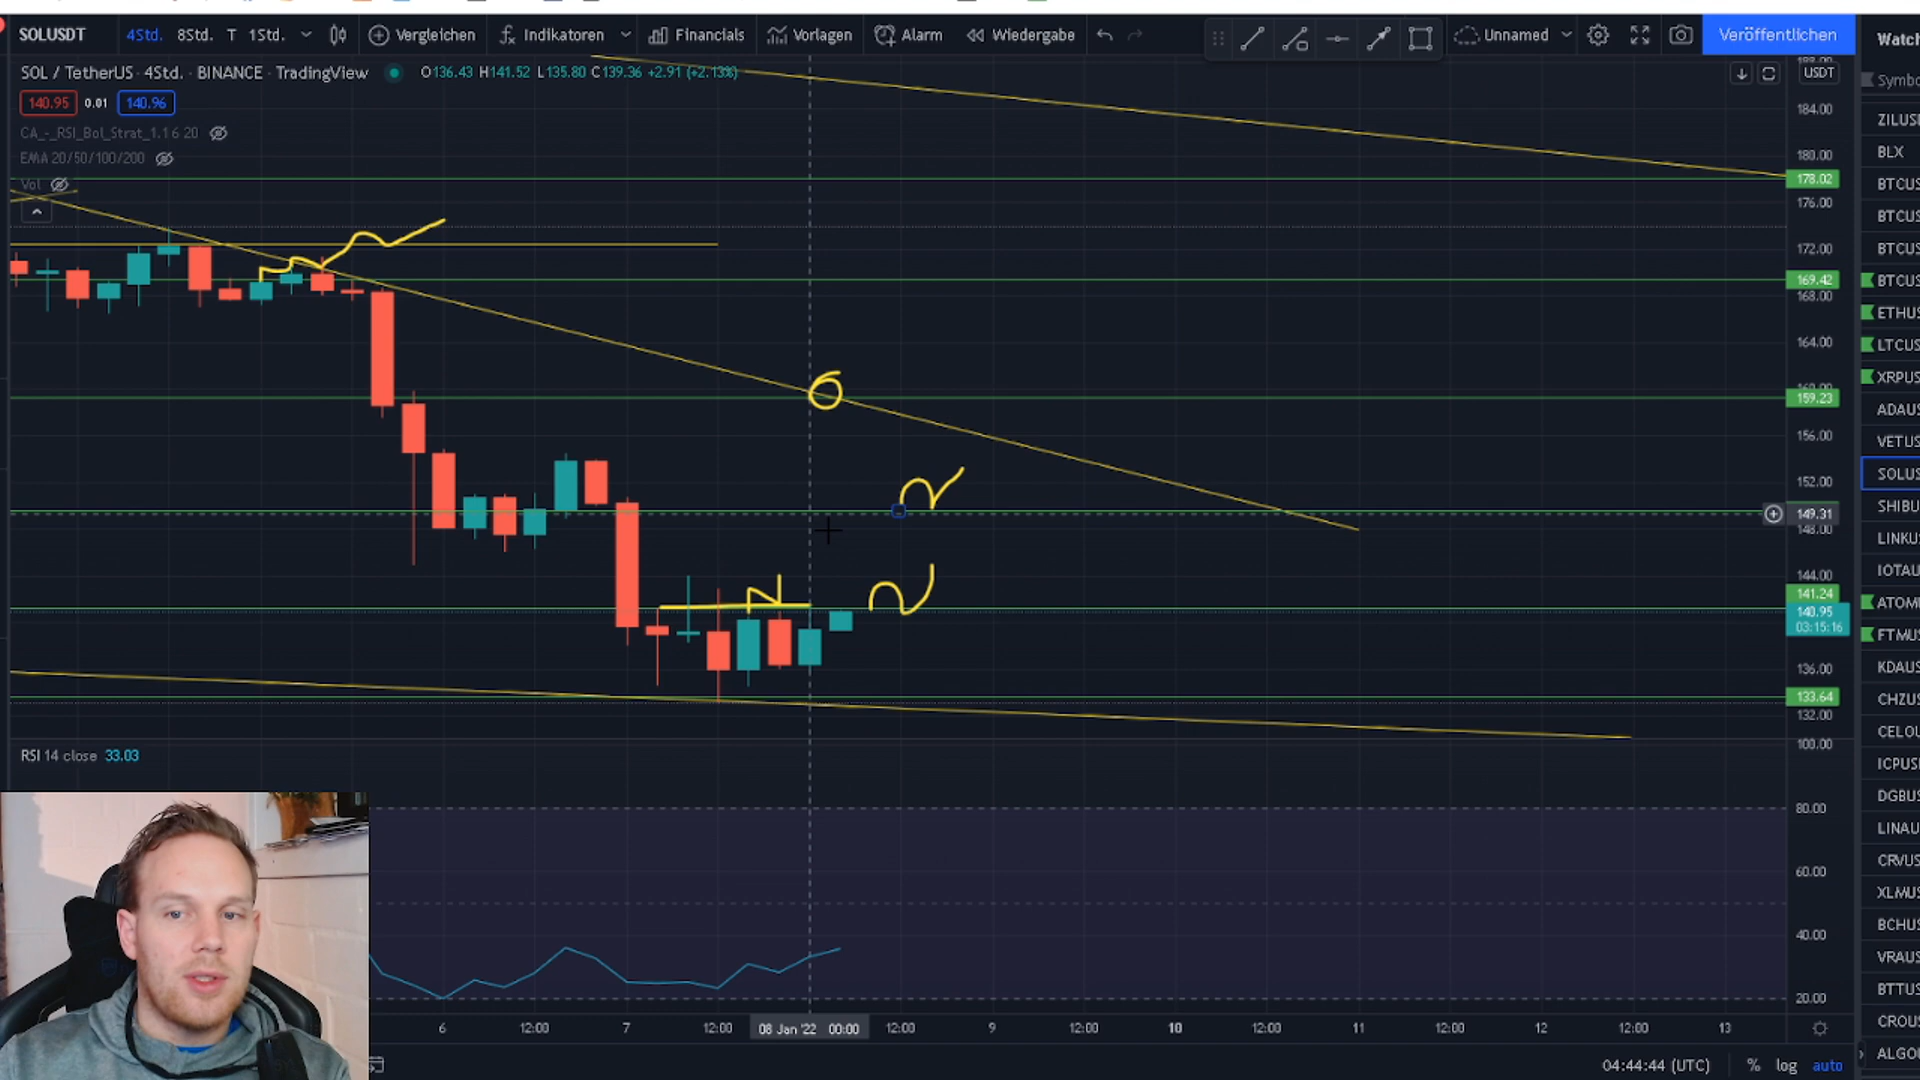 SOLUSDT 4Std. 8Std. T 1Std. Vergleichen Indikatoren Financials Vorlagen Alarm Wiedergabe Unnamed Veröffentlichen
SOL / TetherUS · 4Std. · BINANCE · TradingView O136.43 H141.52 L135.80 C139.36 +2.91 (+2.13%)
140.95 0.01 140.96
CA_-_RSI_Bol_Strat_1.1 6 20
EMA 20/50/100/200
Vol
USDT
184.00
180.00
178.02
176.00
172.00
169.42
168.00
164.00
159.23
156.00
152.00
149.31
148.00
144.00
141.24
140.95
03:15:16
136.00
133.64
132.00
RSI 14 close 33.03
100.00
80.00
60.00
40.00
20.00
6 12:00 7 12:00 08 Jan '22 00:00 12:00 9 12:00 10 12:00 11 12:00 12 12:00 13
04:44:44 (UTC) % log auto
Watch
Symbo
ZILUS
BLX
BTCUS
BTCUS
BTCUS
BTCUS
ETHUS
LTCUS
XRPUS
ADAUS
VETUS
SOLUS
SHIBU
LINKU
IOTAU
ATOM
FTMUS
KDAUS
CHZUS
CELOU
ICPUS
DGBUS
LINAU
CRVUS
XLMUS
BCHUS
VRAUS
BTTUS
CROUS
ALGO